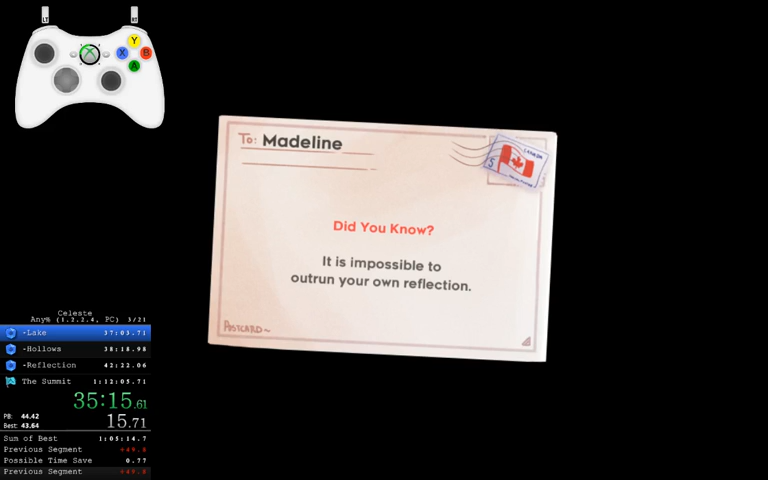 LT
RT
Y
X
B
A
To: Madeline
CANADA
5
Did You Know?
It is impossible to
outrun your own reflection.
POSTCARD~
Celeste
Any% (1.2.2.4, PC) 3/21
-Lake 37:03.71
-Hollows 38:18.98
-Reflection 42:22.06
The Summit 1:12:05.71
35:15.61
PB: 44.42
Best: 43.64
15.71
Sum of Best 1:05:14.7
Previous Segment +49.8
Possible Time Save 0.77
Previous Segment +49.8